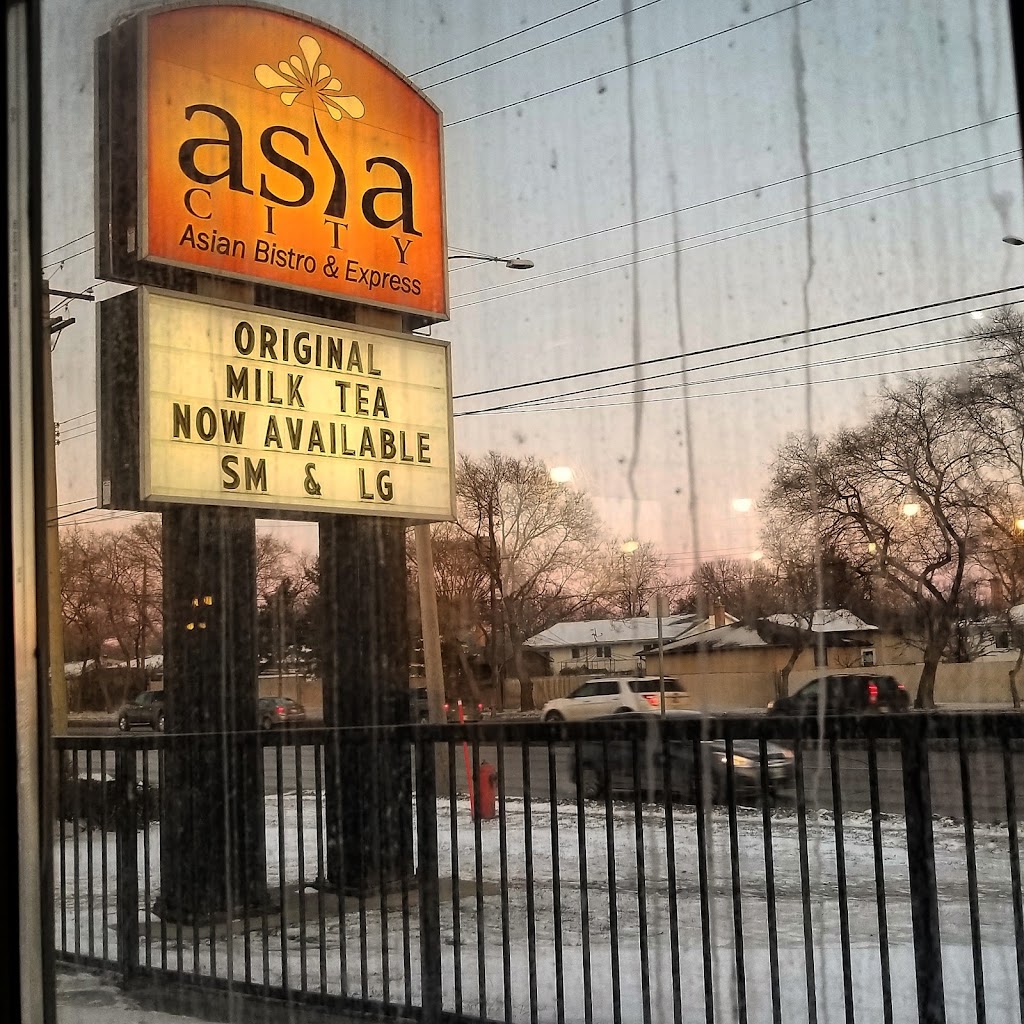 asia
CITY
Asian Bistro & Express
ORIGINAL
MILK TEA
NOW AVAILABLE
SM & LG